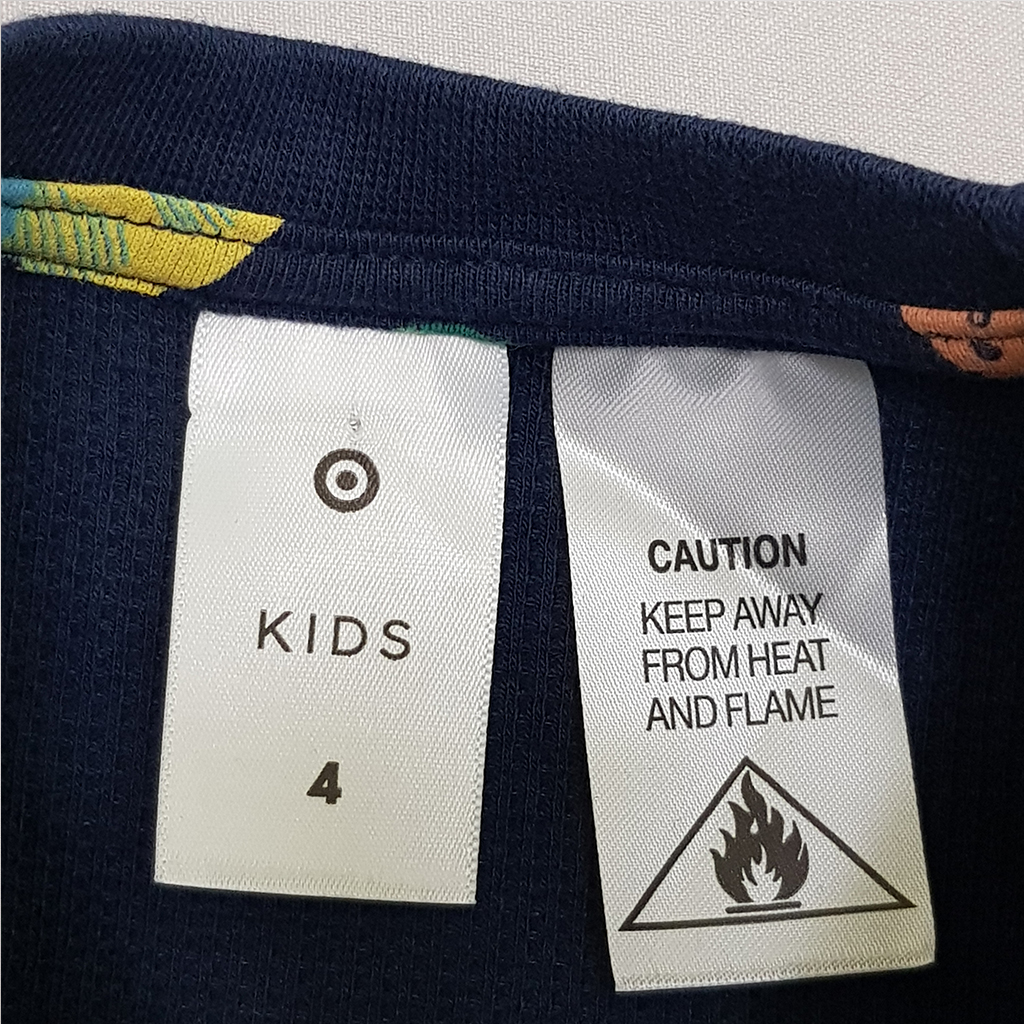 KIDS
4
CAUTION
KEEP AWAY
FROM HEAT
AND FLAME